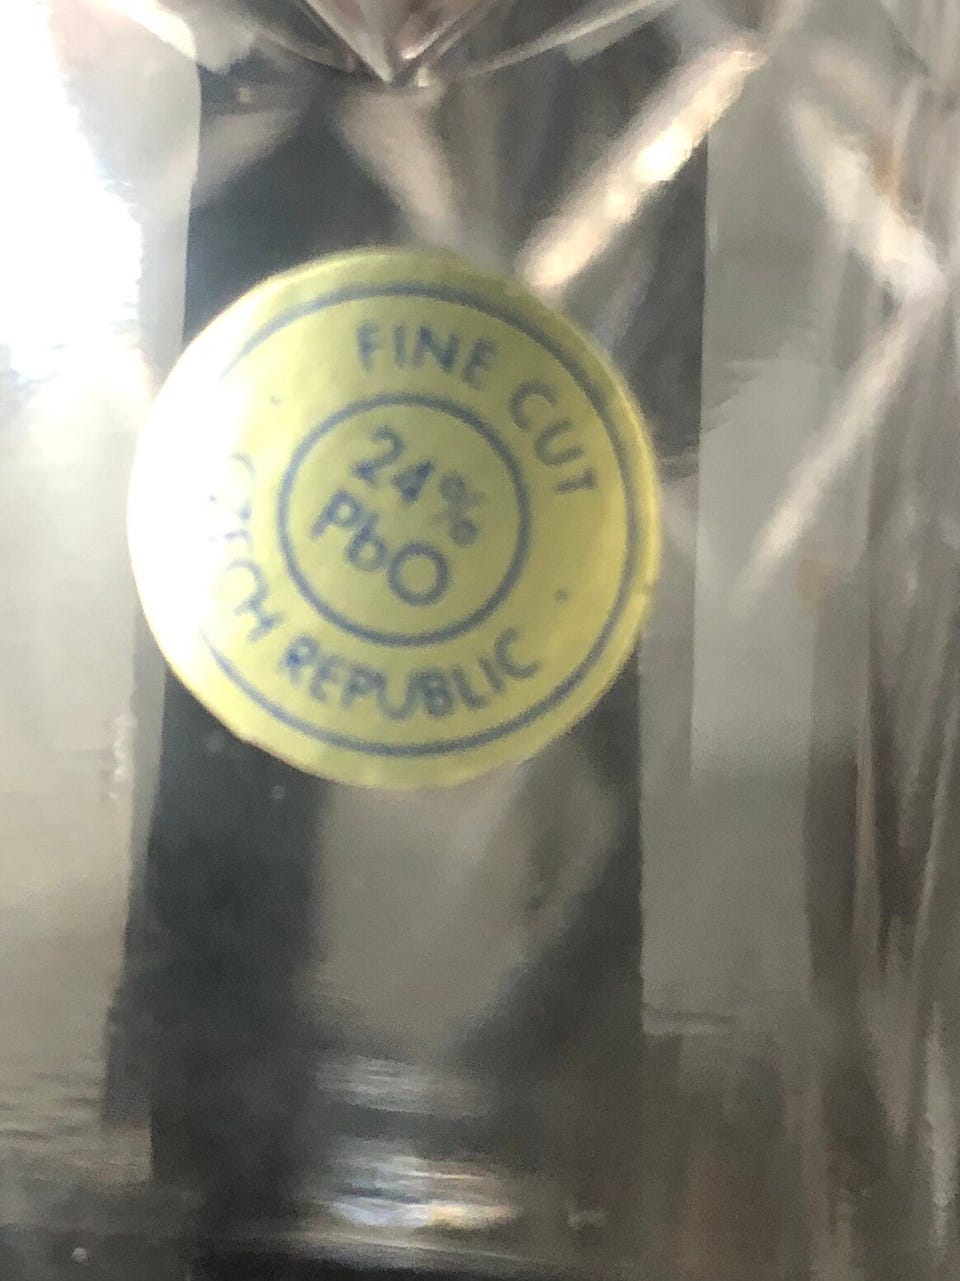 FINE CUT
24%
PbO
REPUBLIC